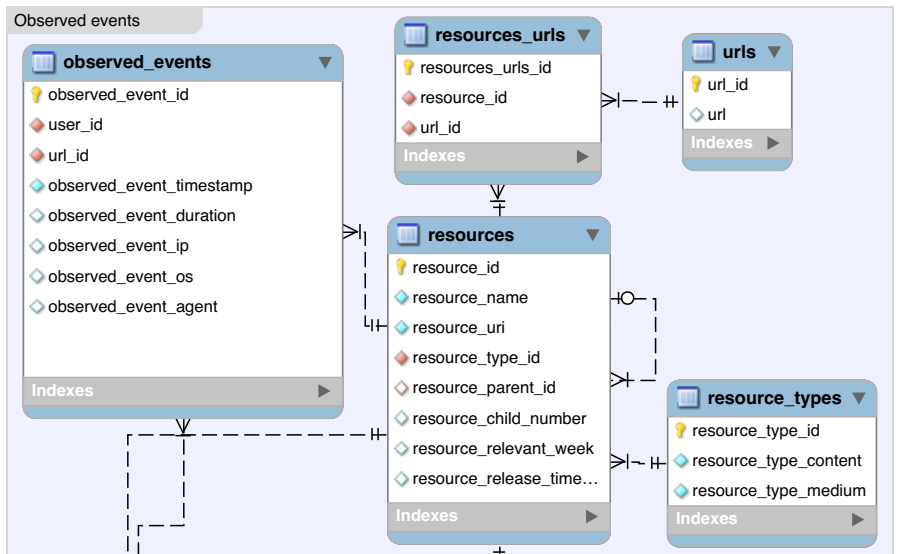 Observed events
observed_events
observed_event_id
user_id
url_id
observed_event_timestamp
observed_event_duration
observed_event_ip
observed_event_os
observed_event_agent
Indexes
resources_urls
resources_urls_id
resource_id
url_id
Indexes
urls
url_id
url
Indexes
resources
resource_id
resource_name
resource_uri
resource_type_id
resource_parent_id
resource_child_number
resource_relevant_week
resource_release_time…
Indexes
resource_types
resource_type_id
resource_type_content
resource_type_medium
Indexes